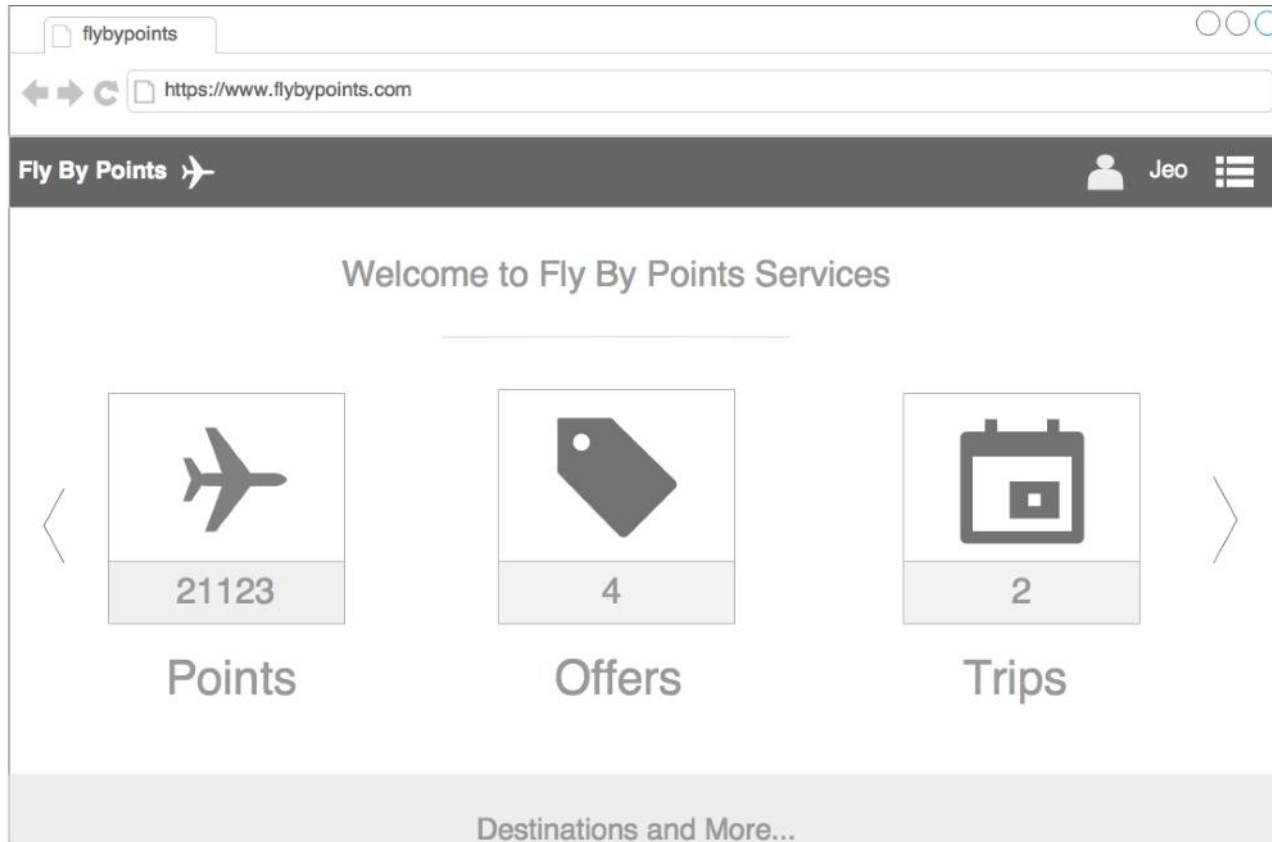 flybypoints
https://www.flybypoints.com
Fly By Points Jeo
Welcome to Fly By Points Services
21123 4 2
Points Offers Trips
Destinations and More...